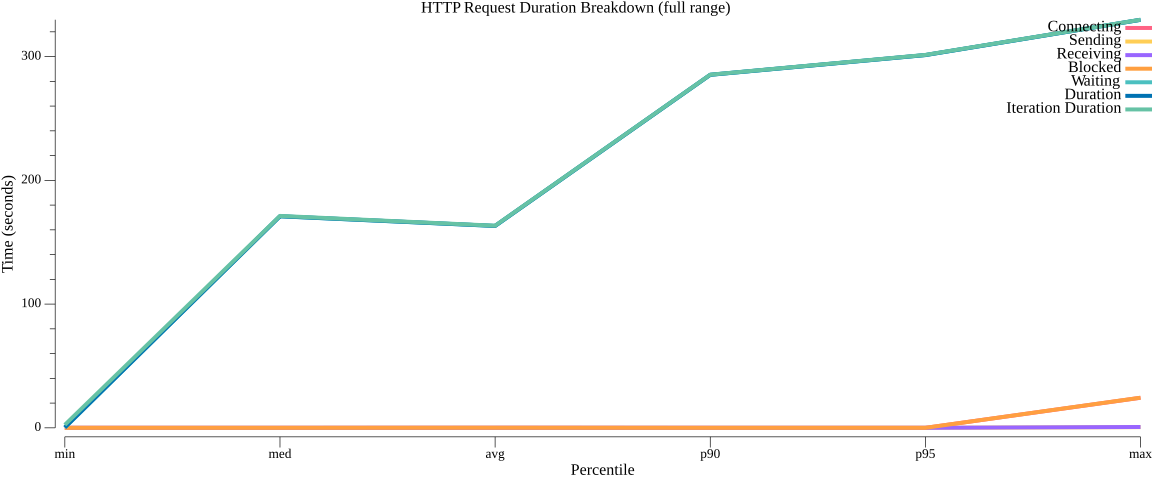 HTTP Request Duration Breakdown (full range)
Connecting
Sending
Receiving
Blocked
Waiting
Duration
Iteration Duration
Time (seconds)
300
200
100
0
min med avg p90 p95 max
Percentile